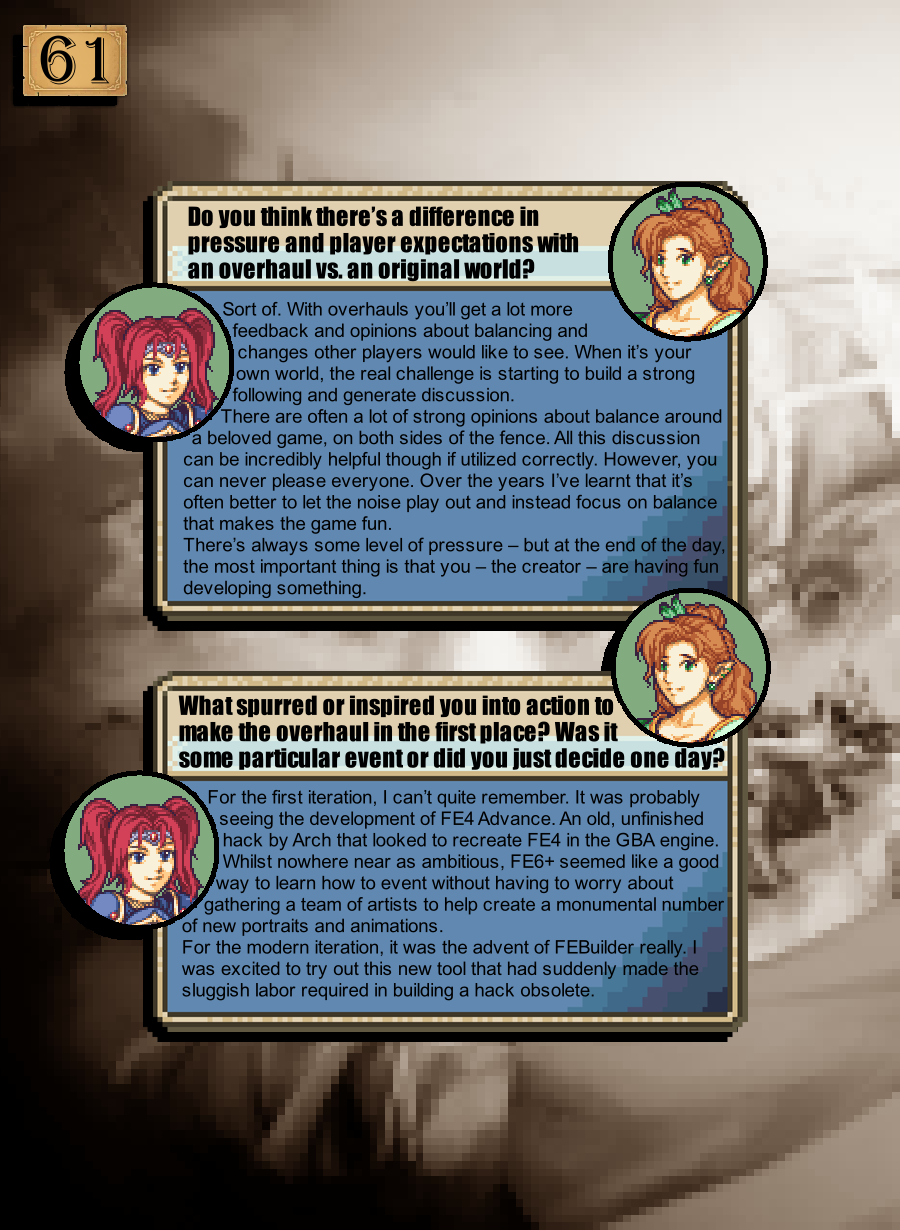 61
Do you think there's a difference in
pressure and player expectations with
an overhaul vs. an original world?
Sort of. With overhauls you'll get a lot more
feedback and opinions about balancing and
changes other players would like to see. When it's your
own world, the real challenge is starting to build a strong
following and generate discussion.
There are often a lot of strong opinions about balance around
a beloved game, on both sides of the fence. All this discussion
can be incredibly helpful though if utilized correctly. However, you
can never please everyone. Over the years I've learnt that it's
often better to let the noise play out and instead focus on balance
that makes the game fun.
There's always some level of pressure – but at the end of the day,
the most important thing is that you – the creator – are having fun
developing something.
What spurred or inspired you into action to
make the overhaul in the first place? Was it
some particular event or did you just decide one day?
For the first iteration, I can't quite remember. It was probably
seeing the development of FE4 Advance. An old, unfinished
hack by Arch that looked to recreate FE4 in the GBA engine.
Whilst nowhere near as ambitious, FE6+ seemed like a good
way to learn how to event without having to worry about
gathering a team of artists to help create a monumental number
of new portraits and animations.
For the modern iteration, it was the advent of FEBuilder really. I
was excited to try out this new tool that had suddenly made the
sluggish labor required in building a hack obsolete.